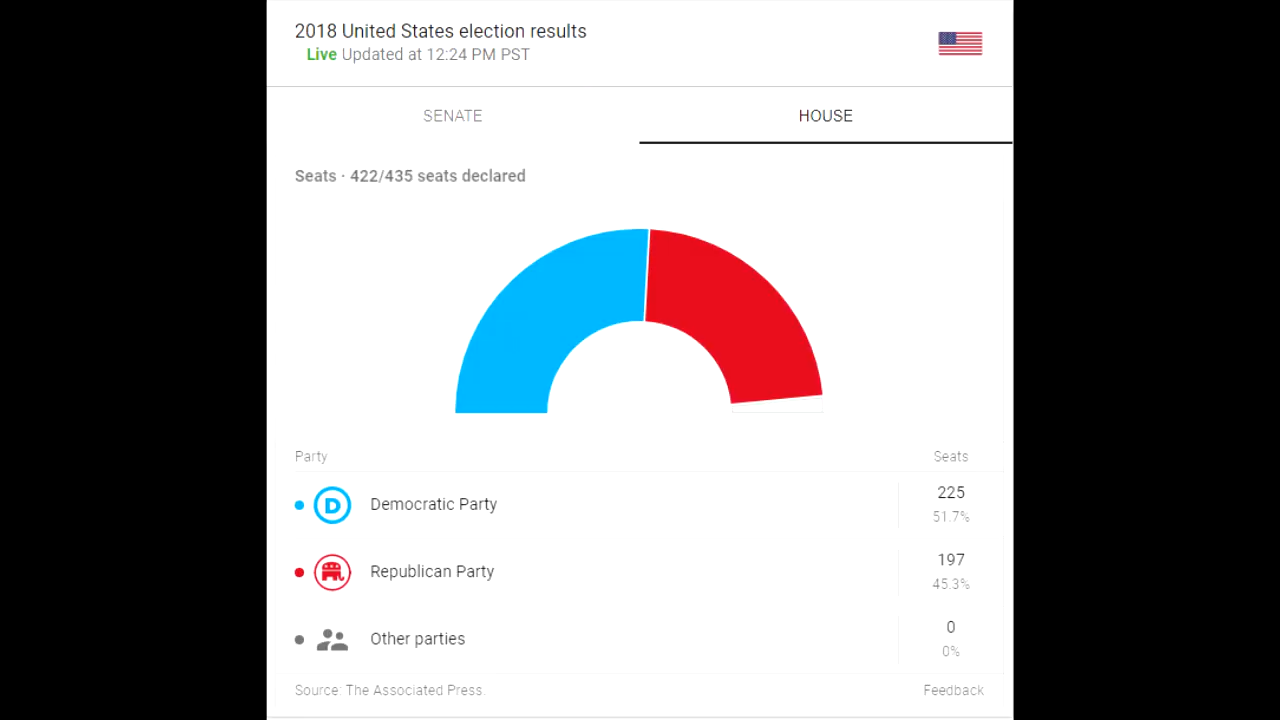 2018 United States election results
Live Updated at 12:24 PM PST
SENATE HOUSE
Seats · 422/435 seats declared
Party Seats
D Democratic Party 225
51.7%
Republican Party 197
45.3%
Other parties 0
0%
Source: The Associated Press. Feedback